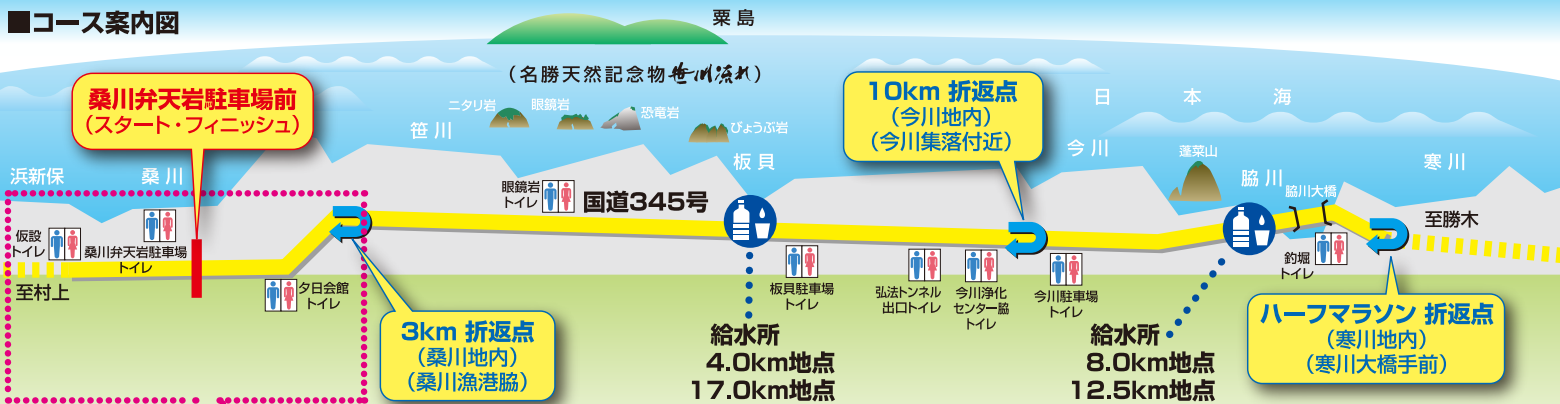 ■コース案内図
粟島
(名勝天然記念物笹川流れ)
桑川弁天岩駐車場前
(スタート・フィニッシュ)
ニタリ岩
眼鏡岩
恐竜岩
びょうぶ岩
10km 折返点
(今川地内)
(今川集落付近)
日本海
浜新保
桑川
笹川
板貝
今川
蓬莱山
脇川
脇川大橋
寒川
眼鏡岩
トイレ
国道345号
至勝木
仮設
トイレ
桑川弁天岩駐車場
トイレ
至村上
夕日会館
トイレ
板貝駐車場
トイレ
弘法トンネル
出口トイレ
今川浄化
センター脇
トイレ
今川駐車場
トイレ
釣堀
トイレ
3km 折返点
(桑川地内)
(桑川漁港脇)
給水所
4.0km地点
17.0km地点
給水所
8.0km地点
12.5km地点
ハーフマラソン 折返点
(寒川地内)
(寒川大橋手前)